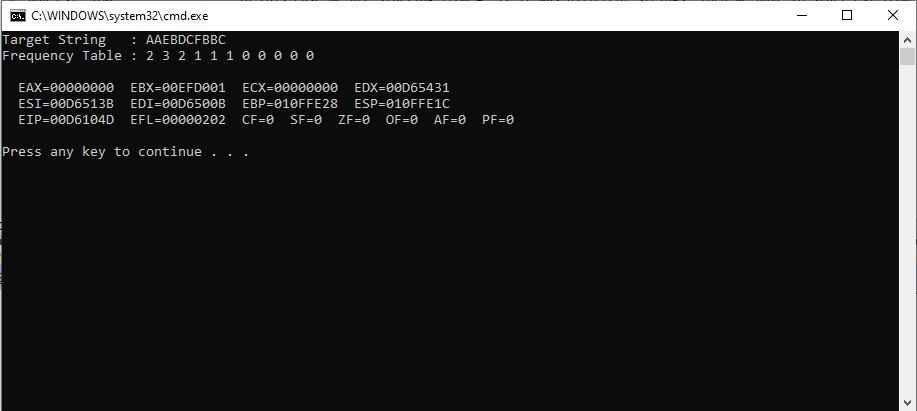 C:\WINDOWS\system32\cmd.exe
Target String   : AAEBDCFBBC
Frequency Table : 2 3 2 1 1 1 0 0 0 0 0
  EAX=00000000  EBX=00EFD001  ECX=00000000  EDX=00D65431
  ESI=00D6513B  EDI=00D6500B  EBP=010FFE28  ESP=010FFE1C
  EIP=00D6104D  EFL=00000202  CF=0  SF=0  ZF=0  OF=0  AF=0  PF=0
Press any key to continue . . .